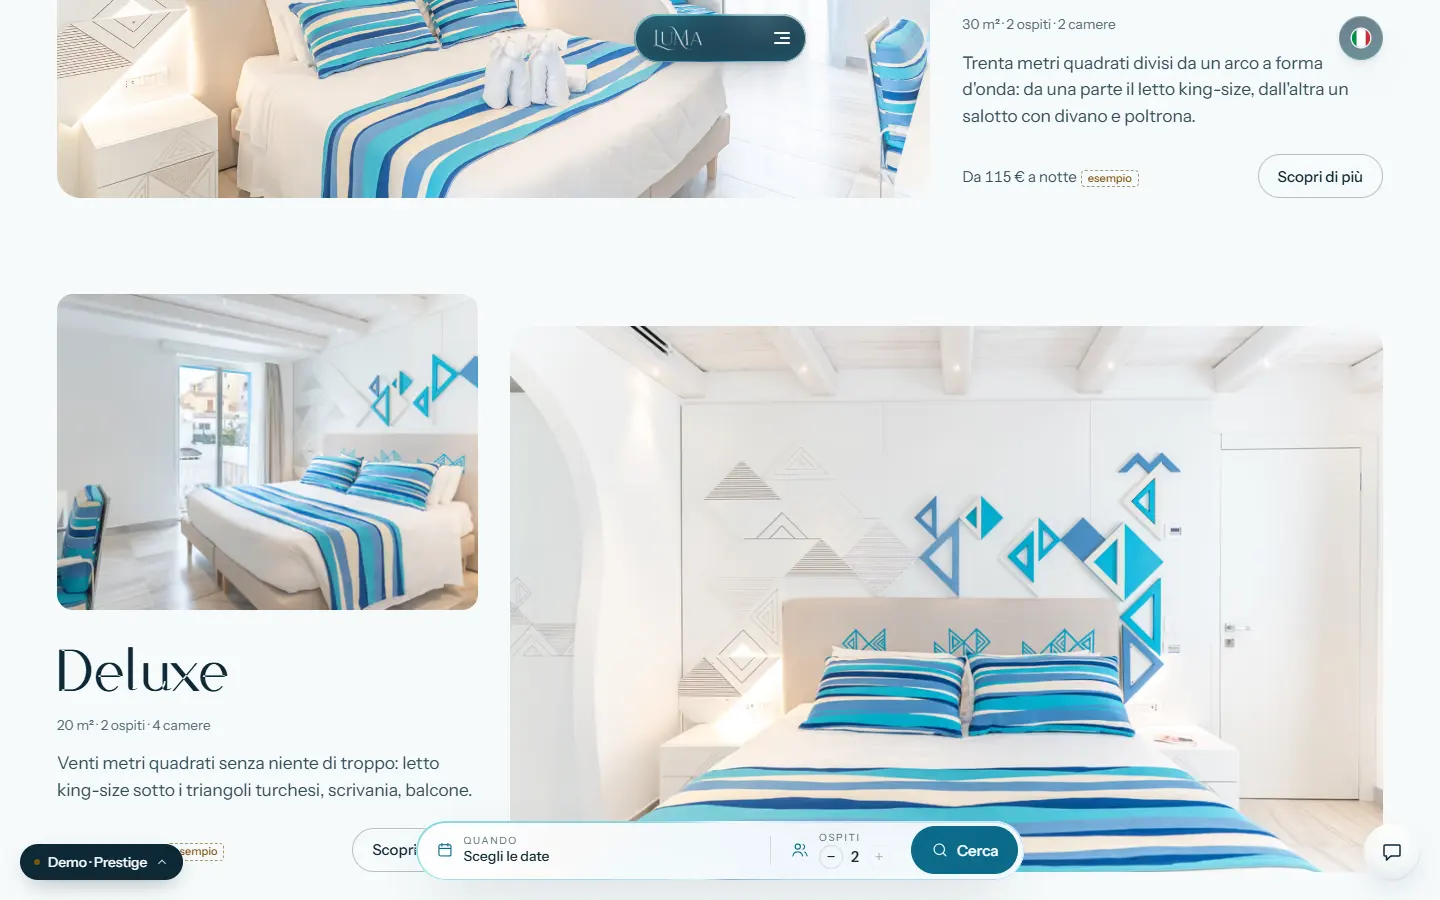 LUMA
30 m² · 2 ospiti · 2 camere
Trenta metri quadrati divisi da un arco a forma
d'onda: da una parte il letto king-size, dall'altra un
salotto con divano e poltrona.
Da 115 € a notte esempio
Scopri di più
Deluxe
20 m² · 2 ospiti · 4 camere
Venti metri quadrati senza niente di troppo: letto
king-size sotto i triangoli turchesi, scrivania, balcone.
Demo · Prestige
sempio
Scopri
QUANDO
Scegli le date
OSPITI
− 2 +
Cerca